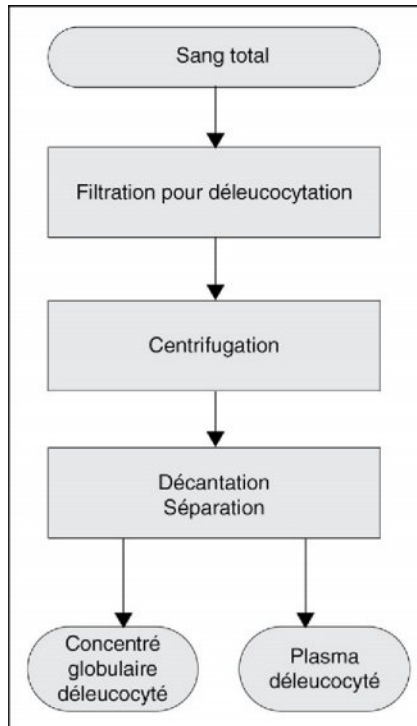 Sang total
Filtration pour déleucocytation
Centrifugation
Décantation
Séparation
Concentré
globulaire
déleucocyté
Plasma
déleucocyté